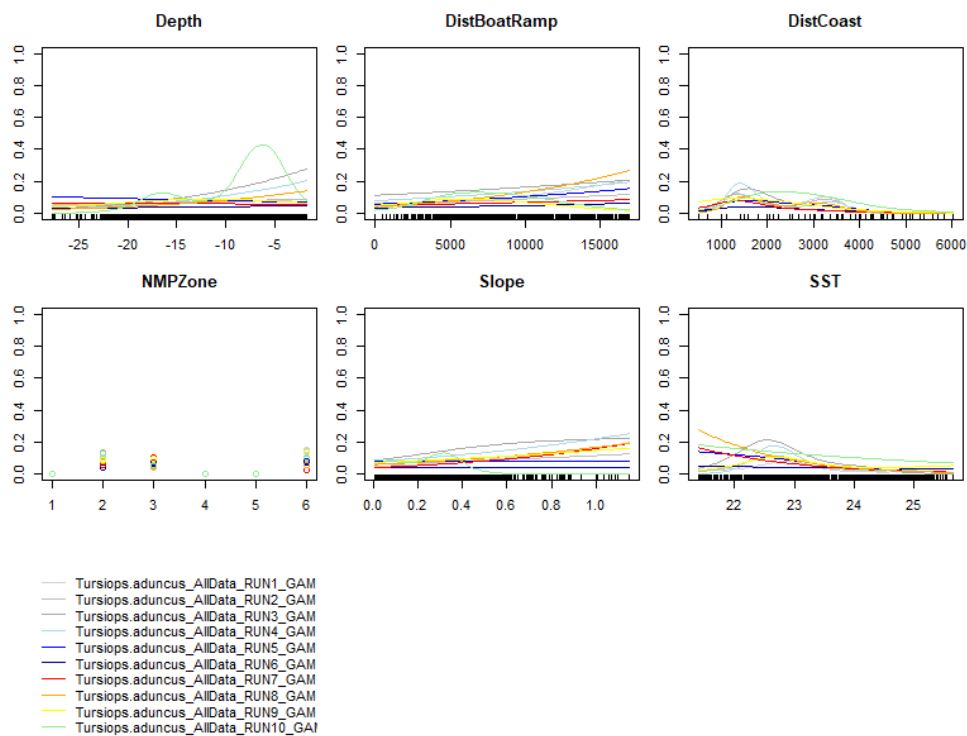 Depth
DistBoatRamp
DistCoast
0.0 0.2 0.4 0.6 0.8 1.0
0.0 0.2 0.4 0.6 0.8 1.0
0.0 0.2 0.4 0.6 0.8 1.0
-25 -20 -15 -10 -5
0 5000 10000 15000
1000 2000 3000 4000 5000 6000
NMPZone
Slope
SST
0.0 0.2 0.4 0.6 0.8 1.0
0.0 0.2 0.4 0.6 0.8 1.0
0.0 0.2 0.4 0.6 0.8 1.0
1 2 3 4 5 6
0.0 0.2 0.4 0.6 0.8 1.0
22 23 24 25
Tursiops.aduncus_AllData_RUN1_GAM
Tursiops.aduncus_AllData_RUN2_GAM
Tursiops.aduncus_AllData_RUN3_GAM
Tursiops.aduncus_AllData_RUN4_GAM
Tursiops.aduncus_AllData_RUN5_GAM
Tursiops.aduncus_AllData_RUN6_GAM
Tursiops.aduncus_AllData_RUN7_GAM
Tursiops.aduncus_AllData_RUN8_GAM
Tursiops.aduncus_AllData_RUN9_GAM
Tursiops.aduncus_AllData_RUN10_GA